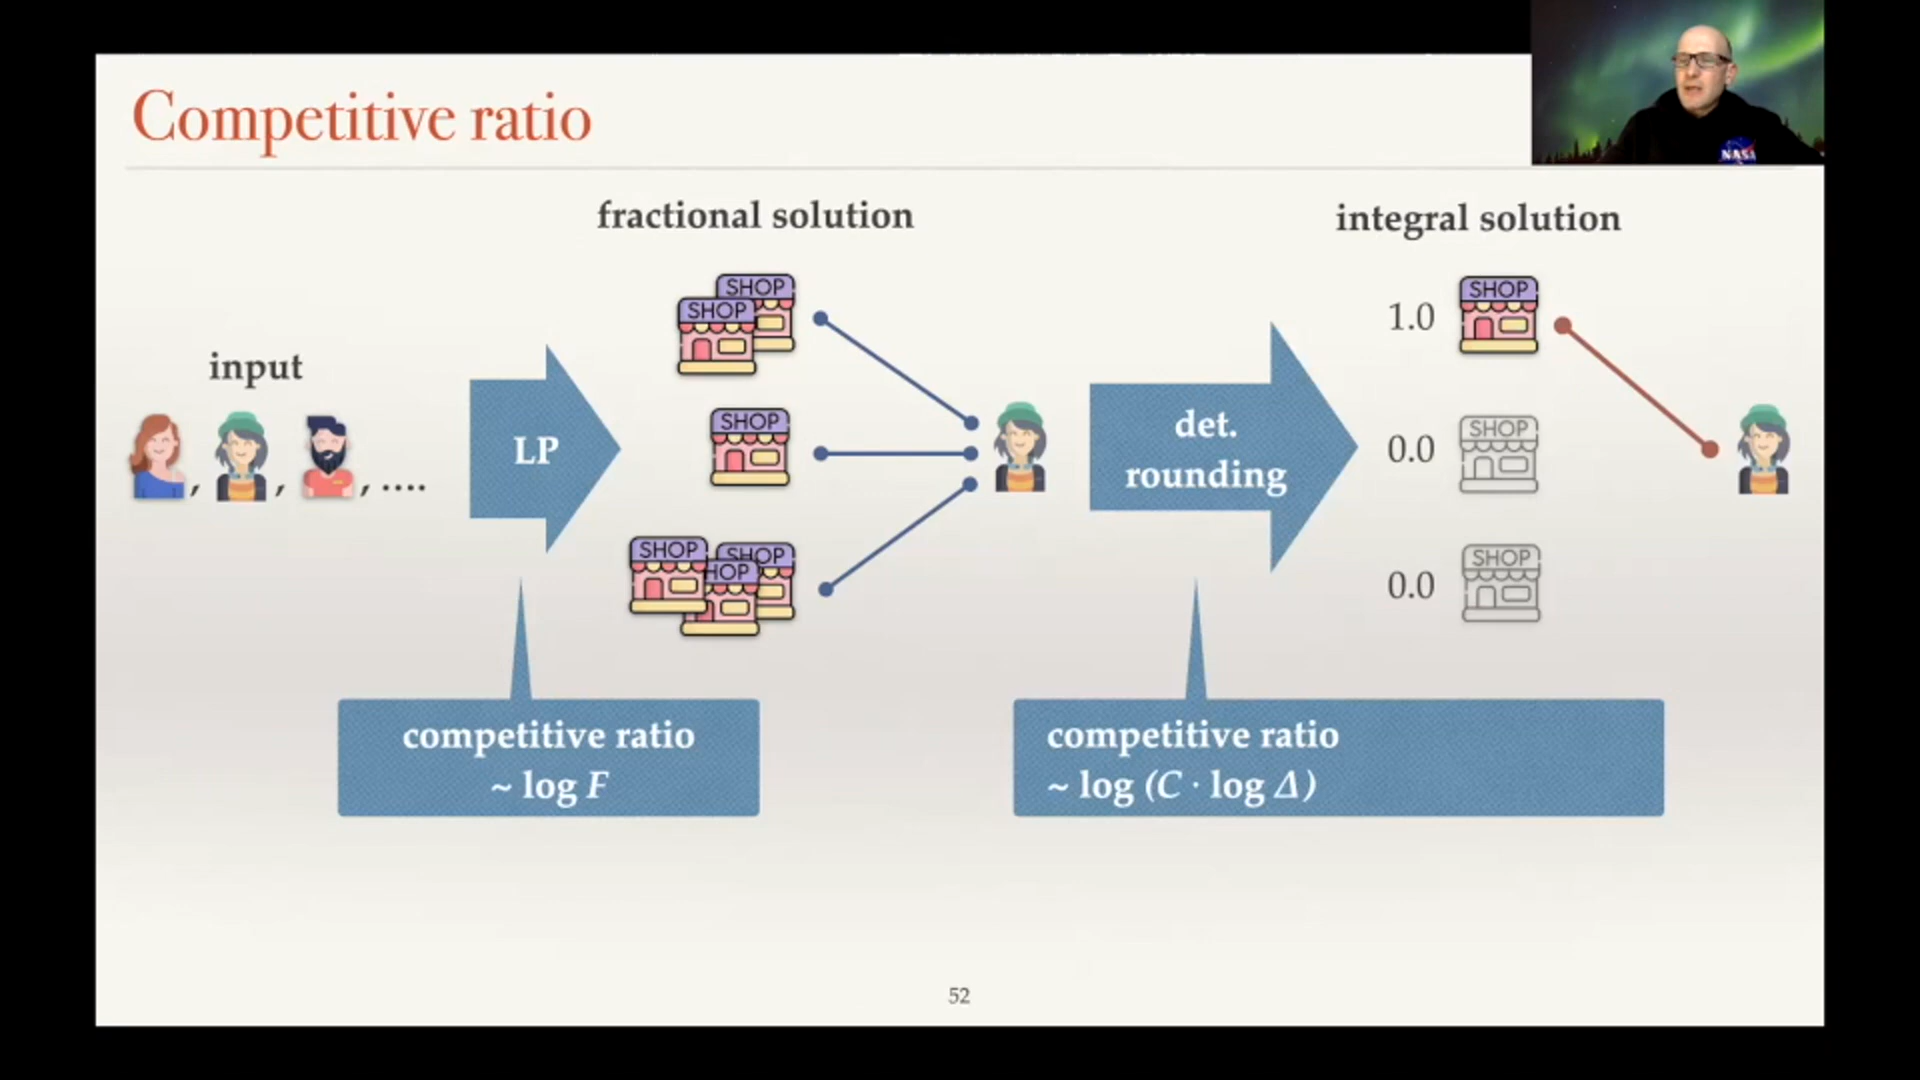 Competitive ratio
NASA
fractional solution
integral solution
input
, , , ....
LP
SHOP
SHOP
SHOP
SHOP
SHOP
HOP
det.
rounding
1.0
SHOP
0.0
SHOP
0.0
SHOP
competitive ratio
~ log F
competitive ratio
~ log (C · log Δ)
52